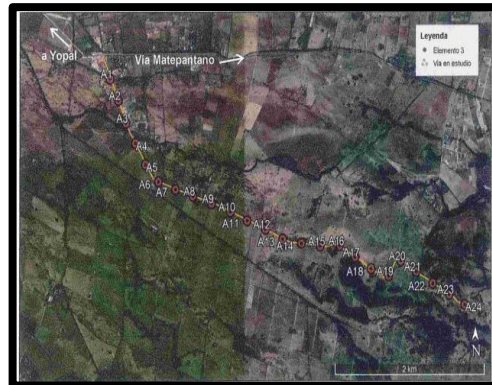 Leyenda
Elemento 3
Vía en estudio
a Yopal
Via Matepantano
A1
A2
A3
A4
A5
A6
A7
A8
A9
A10
A11
A12
A13
A14
A15
A16
A17
A18
A19
A20
A21
A22
A23
A24
N
2 km